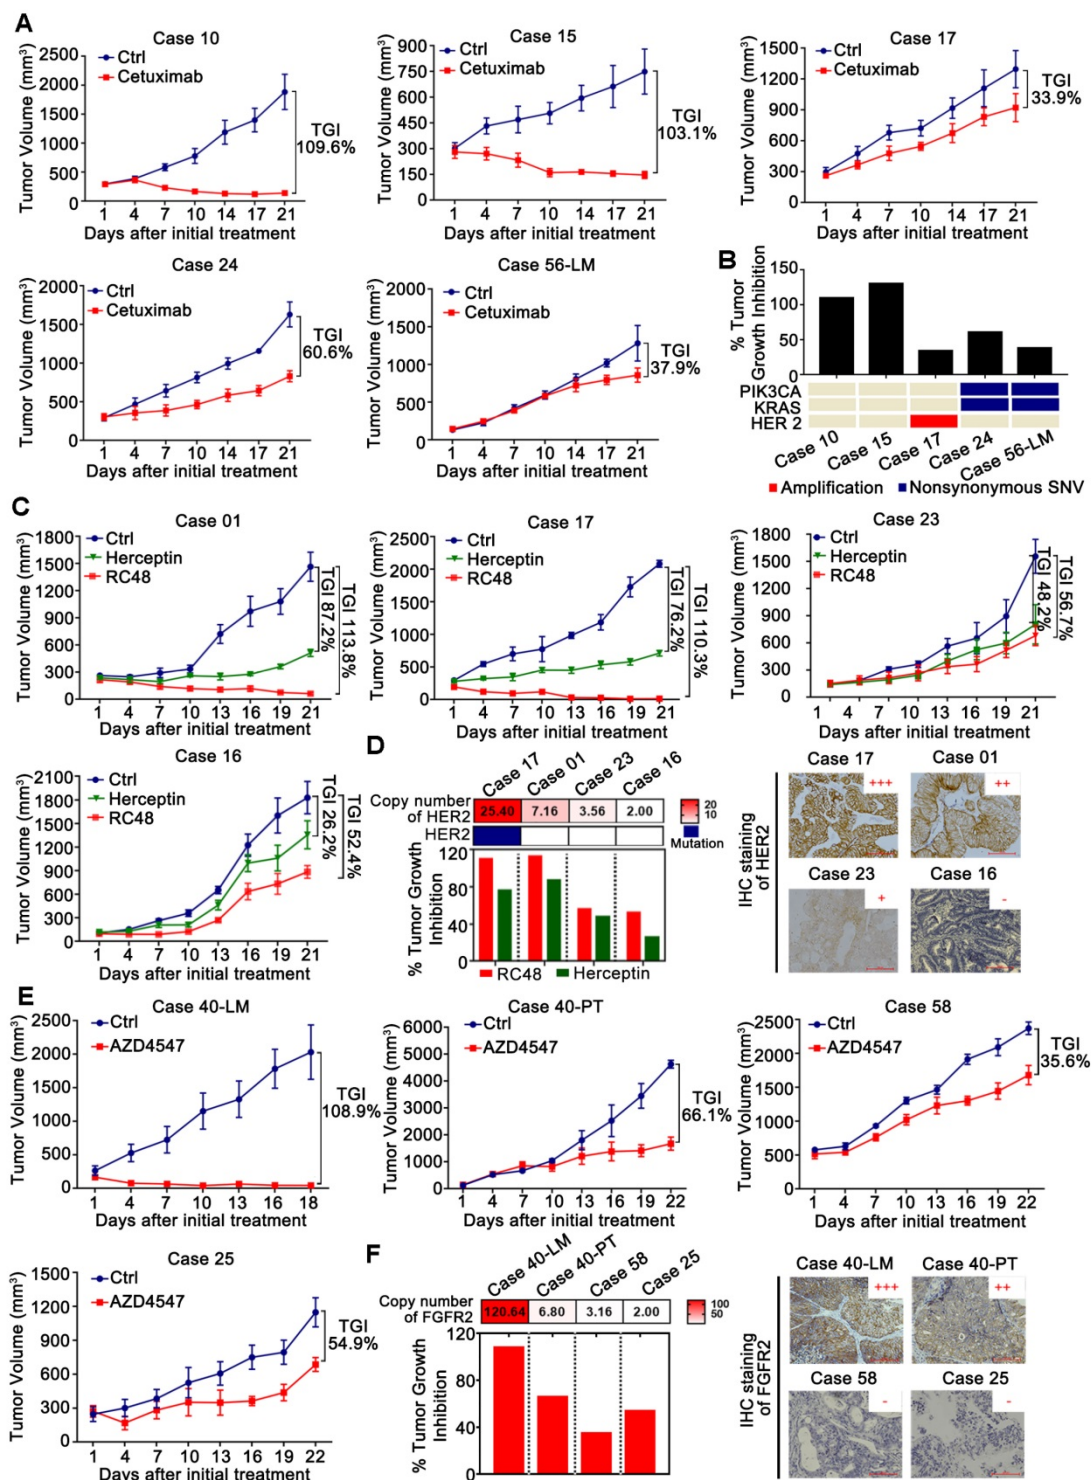 A
Case 10
Tumor Volume (mm³)
2500
2000
1500
1000
500
0
Ctrl
Cetuximab
TGI
109.6%
1 4 7 10 14 17 21
Days after initial treatment
Case 15
Tumor Volume (mm³)
900
750
600
450
300
150
0
Ctrl
Cetuximab
TGI
103.1%
1 4 7 10 14 17 21
Days after initial treatment
Case 17
Tumor Volume (mm³)
1500
1200
900
600
300
0
Ctrl
Cetuximab
TGI
33.9%
1 4 7 10 14 17 21
Days after initial treatment
Case 24
Tumor Volume (mm³)
2000
1500
1000
500
0
Ctrl
Cetuximab
TGI
60.6%
1 4 7 10 14 17 21
Days after initial treatment
Case 56-LM
Tumor Volume (mm³)
2000
1500
1000
500
0
Ctrl
Cetuximab
TGI
37.9%
1 4 7 10 14 17 21
Days after initial treatment
B
% Tumor
Growth Inhibition
150
100
50
0
PIK3CA
KRAS
HER 2
Case 10
Case 15
Case 17
Case 24
Case 56-LM
Amplification
Nonsynonymous SNV
C
Case 01
Tumor Volume (mm³)
1800
1500
1200
900
600
300
0
Ctrl
Herceptin
RC48
TGI 87.2%
TGI 113.8%
1 4 7 10 13 16 19 21
Days after initial treatment
Case 17
Tumor Volume (mm³)
2500
2000
1500
1000
500
0
Ctrl
Herceptin
RC48
TGI 76.2%
TGI 110.3%
1 4 7 10 13 16 19 21
Days after initial treatment
Case 23
Tumor Volume (mm³)
1800
1500
1200
900
600
300
0
Ctrl
Herceptin
RC48
TGI 48.2%
TGI 56.7%
1 4 7 10 13 16 19 21
Days after initial treatment
Case 16
Tumor Volume (mm³)
2100
1800
1500
1200
900
600
300
0
Ctrl
Herceptin
RC48
TGI 26.2%
TGI 52.4%
1 4 7 10 13 16 19 21
Days after initial treatment
D
Case 17
Case 01
Case 23
Case 16
Copy number
of HER2
25.40 7.16 3.56 2.00
20
10
HER2
Mutation
% Tumor Growth
Inhibition
120
80
40
0
RC48
Herceptin
IHC staining
of HER2
Case 17
+++
Case 01
++
Case 23
+
Case 16
-
E
Case 40-LM
Tumor Volume (mm³)
2500
2000
1500
1000
500
0
Ctrl
AZD4547
TGI
108.9%
1 4 7 10 13 16 18
Days after initial treatment
Case 40-PT
Tumor Volume (mm³)
6000
5000
4000
3000
2000
1000
0
Ctrl
AZD4547
TGI
66.1%
1 4 7 10 13 16 19 22
Days after initial treatment
Case 58
Tumor Volume (mm³)
2500
2000
1500
1000
500
0
Ctrl
AZD4547
TGI
35.6%
1 4 7 10 13 16 19 22
Days after initial treatment
Case 25
Tumor Volume (mm³)
1500
1200
900
600
300
0
Ctrl
AZD4547
TGI
54.9%
1 4 7 10 13 16 19 22
Days after initial treatment
F
Case 40-LM
Case 40-PT
Case 58
Case 25
Copy number
of FGFR2
120.64 6.80 3.16 2.00
100
50
% Tumor Growth
Inhibition
120
80
40
0
IHC staining
of FGFR2
Case 40-LM
+++
Case 40-PT
++
Case 58
-
Case 25
-